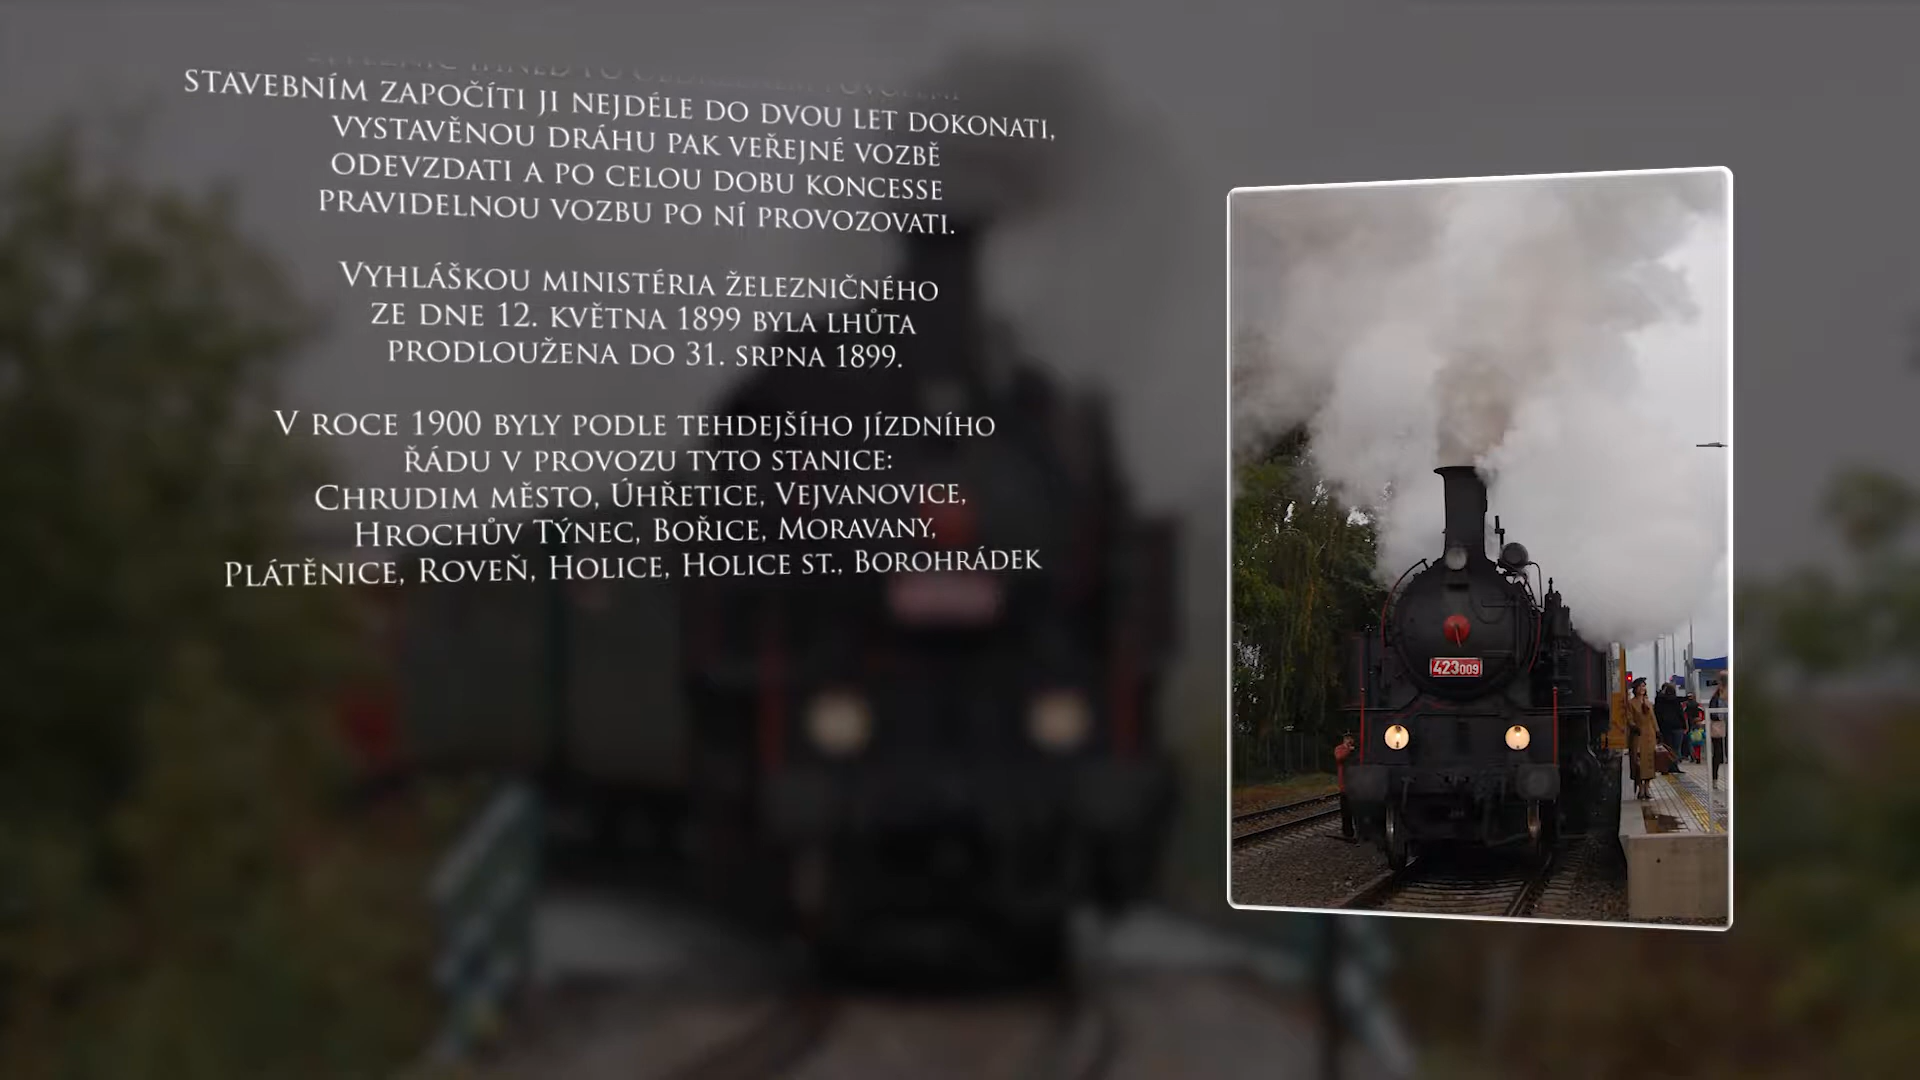 STAVEBNÍM ZAPOČÍTI JI NEJDÉLE DO DVOU LET DOKONATI,
VYSTAVĚNOU DRÁHU PAK VEŘEJNÉ VOZBĚ
ODEVZDATI A PO CELOU DOBU KONCESSE
PRAVIDELNOU VOZBU PO NÍ PROVOZOVATI.
VYHLÁŠKOU MINISTÉRIA ŽELEZNIČNÉHO
ZE DNE 12. KVĚTNA 1899 BYLA LHŮTA
PRODLOUŽENA DO 31. SRPNA 1899.
V ROCE 1900 BYLY PODLE TEHDEJŠÍHO JÍZDNÍHO
ŘÁDU V PROVOZU TYTO STANICE:
CHRUDIM MĚSTO, ÚHŘETICE, VEJVANOVICE,
HROCHŮV TÝNEC, BOŘICE, MORAVANY,
PLÁTĚNICE, ROVEŇ, HOLICE, HOLICE ST., BOROHRÁDEK
423009